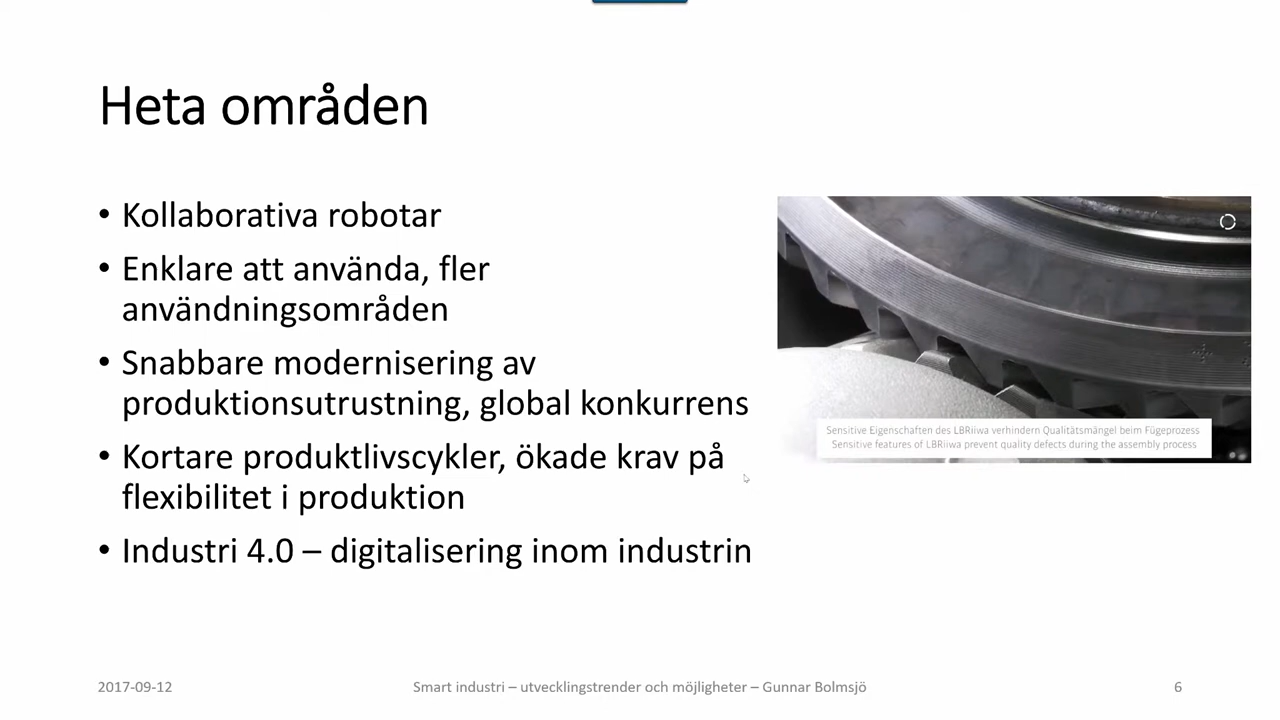 Heta områden
• Kollaborativa robotar
• Enklare att använda, fler
användningsområden
• Snabbare modernisering av
produktionsutrustning, global konkurrens
• Kortare produktlivscykler, ökade krav på
flexibilitet i produktion
• Industri 4.0 – digitalisering inom industrin
Sensitive Eigenschaften des LBRiiwa verhindern Qualitätsmängel beim Fügeprozess
Sensitive features of LBRiiwa prevent quality defects during the assembly process
2017-09-12
Smart industri – utvecklingstrender och möjligheter – Gunnar Bolmsjö
6